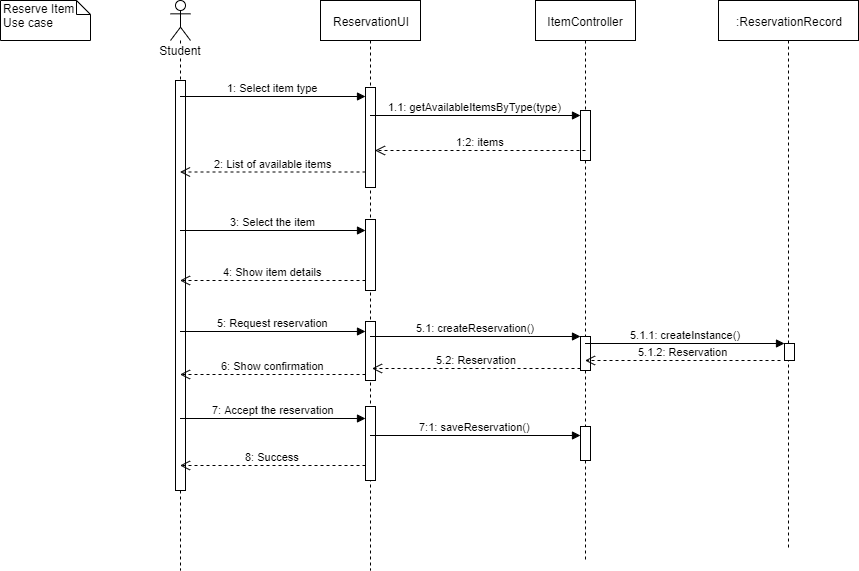 Reserve Item
Use case
Student
ReservationUI
ItemController
:ReservationRecord
1: Select item type
1.1: getAvailableItemsByType(type)
1:2: items
2: List of available items
3: Select the item
4: Show item details
5: Request reservation
5.1: createReservation()
5.1.1: createInstance()
5.1.2: Reservation
5.2: Reservation
6: Show confirmation
7: Accept the reservation
7:1: saveReservation()
8: Success